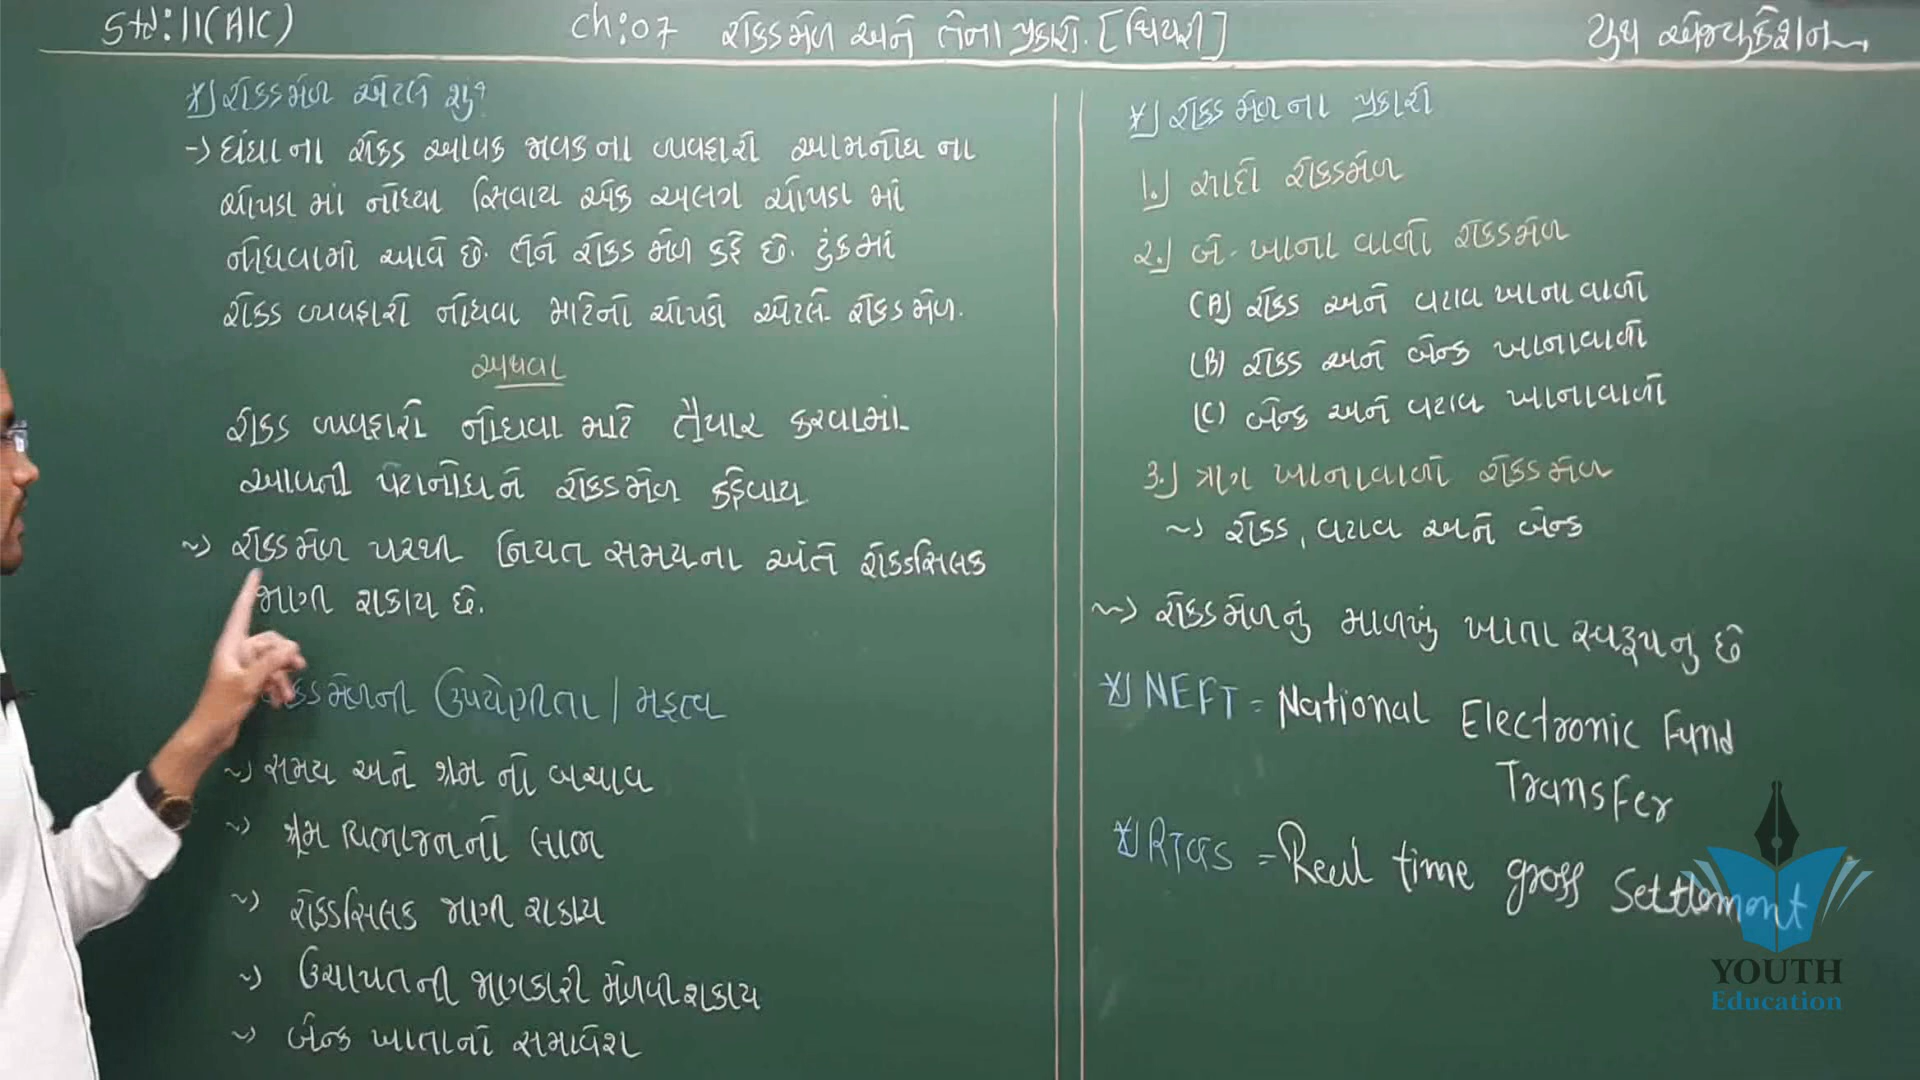 Std:11(A/C)
ch:07 રોકડમેળ અને તેના પ્રકારો. [થિયરી]
યુથ એજ્યુકેશન
*] રોકડમેળ એટલે શું?
-> ધંધાના રોકડ આવક જાવકના વ્યવહારો આમનોંધ ના
ચોપડા માં નોંધ્યા સિવાય એક અલગ ચોપડા માં
નોંધવામાં આવે છે. તેને રોકડ મેળ કહે છે. ટુંકમાં
રોકડ વ્યવહારો નોંધવા માટેનો ચોપડો એટલે રોકડમેળ.
અથવા
રોકડ વ્યવહારો નોંધવા માટે તૈયાર કરવામાં
આવતી પેટાનોંધને રોકડમેળ કહેવાય
~> રોકડમેળ પરથી નિયત સમયના અંતે રોકડસિલક
જાણી શકાય છે.
રોકડમેળની ઉપયોગીતા / મહત્વ
~> સમય અને શ્રમ નો બચાવ
~> શ્રમ વિભાજનનો લાભ
~> રોકડસિલક જાણી શકાય
~> ઉચાપતની જાણકારી મેળવી શકાય
~> બેન્ક ખાતાનો સમાવેશ
*] રોકડમેળના પ્રકારો
1.] સાદો રોકડમેળ
2.] બે-ખાના વાળો રોકડમેળ
(A) રોકડ અને વટાવ ખાનાવાળો
(B) રોકડ અને બેન્ક ખાનાવાળો
(C) બેન્ક અને વટાવ ખાનાવાળો
3.] ત્રણ ખાનાવાળો રોકડમેળ
~> રોકડ, વટાવ અને બેન્ક
~> રોકડમેળનું માળખું ખાતા સ્વરૂપનું છે
*] NEFT = National Electronic Fund
Transfer
*] RTGS = Real time gross Settlement
YOUTH
Education